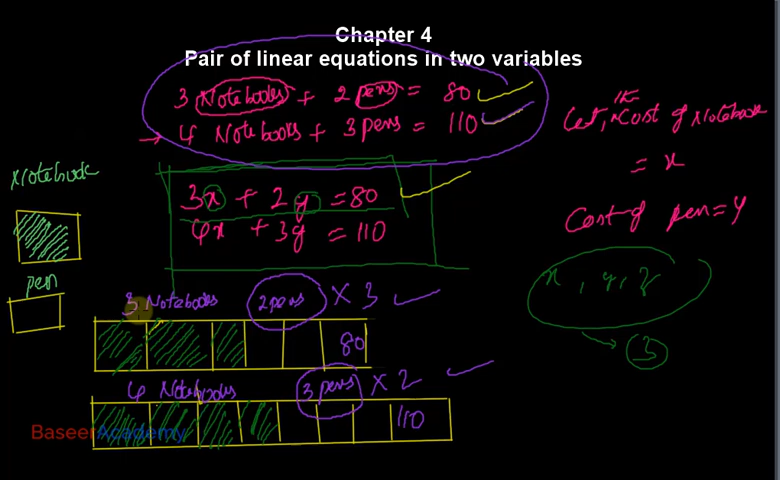 Chapter 4
Pair of linear equations in two variables
3 Notebooks + 2 pens = 80
→ 4 Notebooks + 3 pens = 110
Let, the Cost of Notebook
= x
Cost of pen = y
Notebook
3x + 2y = 80
4x + 3y = 110
x, y, z
→ 3
pen
3 Notebooks 2 pens × 3
80
4 Notebooks 3 pens × 2
110
BaseerAcademy